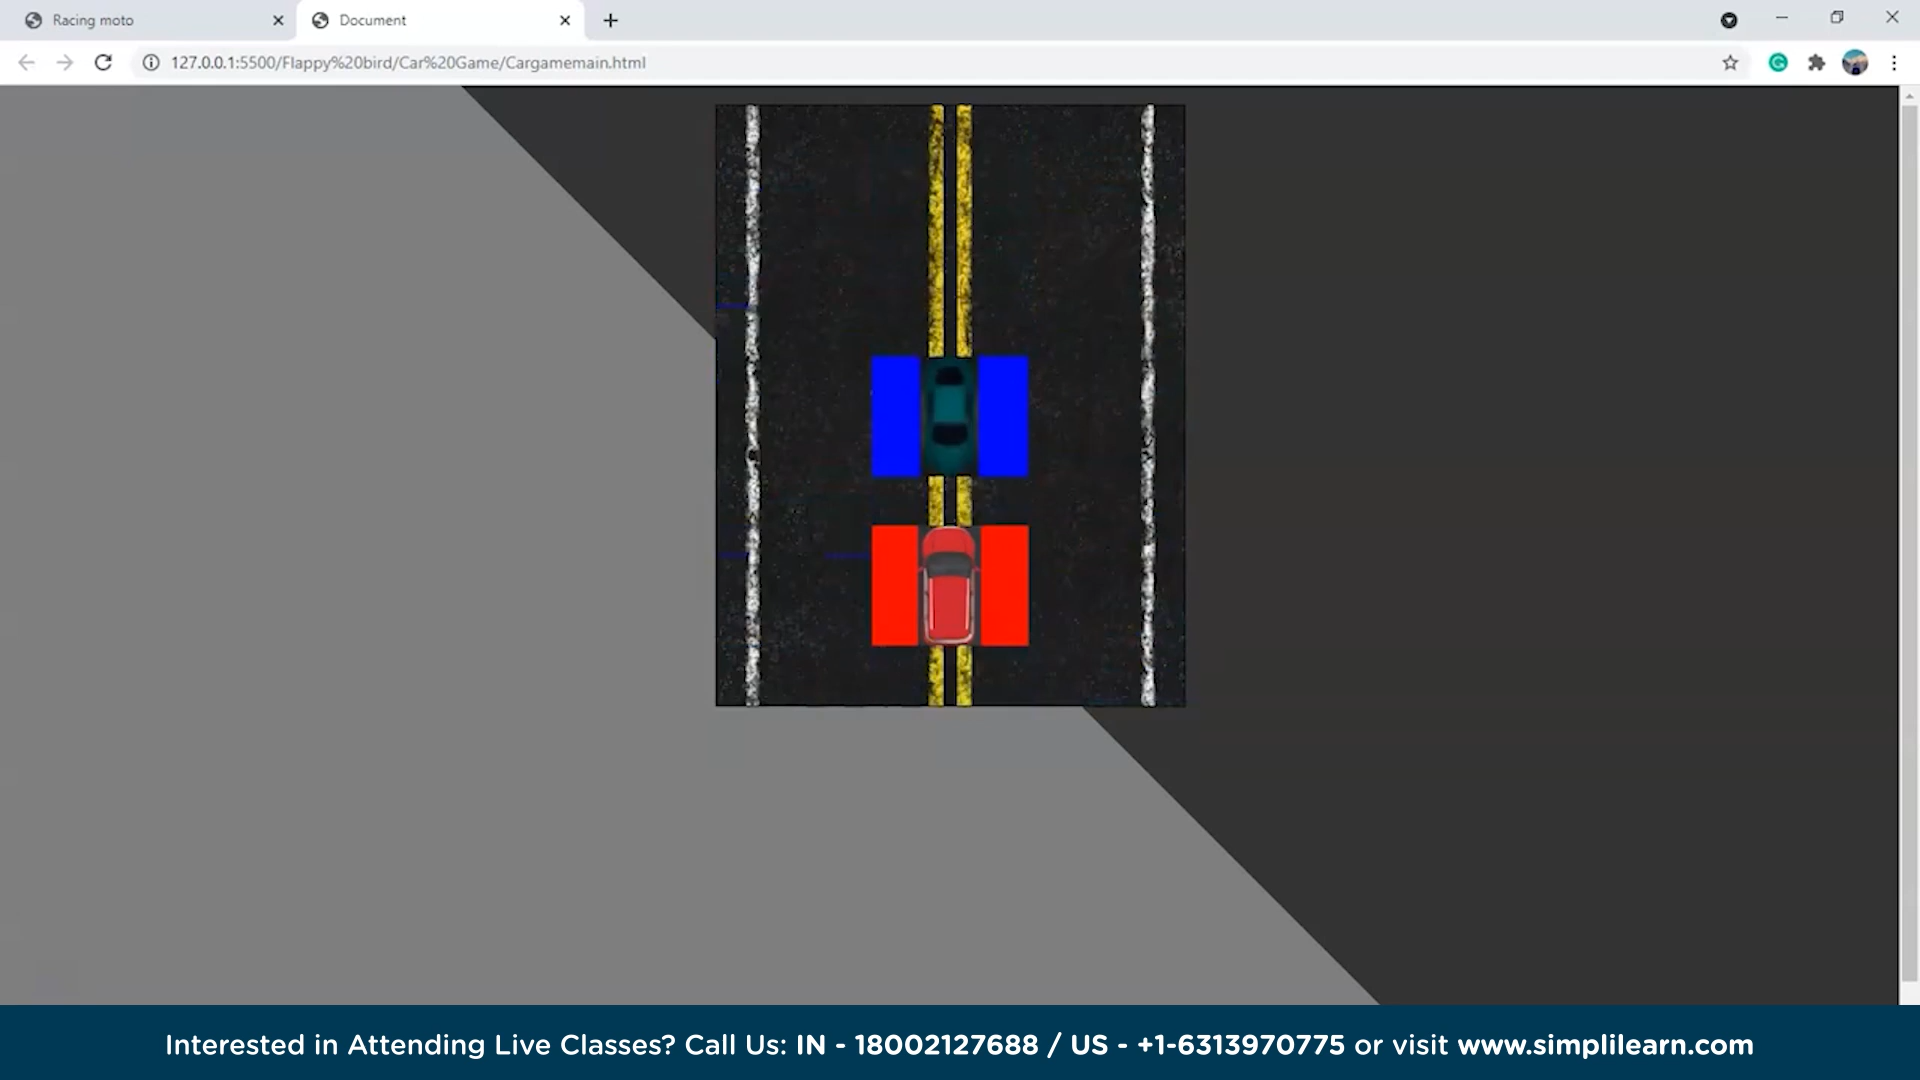 Racing moto
Document
127.0.0.1:5500/Flappy%20bird/Car%20Game/Cargamemain.html
Interested in Attending Live Classes? Call Us: IN - 18002127688 / US - +1-6313970775 or visit www.simplilearn.com